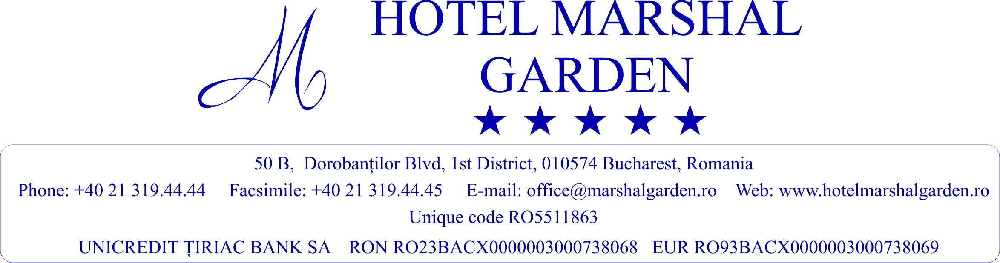 HOTEL MARSHAL
GARDEN
50 B, Dorobanților Blvd, 1st District, 010574 Bucharest, Romania
Phone: +40 21 319.44.44 Facsimile: +40 21 319.44.45 E-mail: office@marshalgarden.ro Web: www.hotelmarshalgarden.ro
Unique code RO5511863
UNICREDIT ȚIRIAC BANK SA RON RO23BACX0000003000738068 EUR RO93BACX0000003000738069